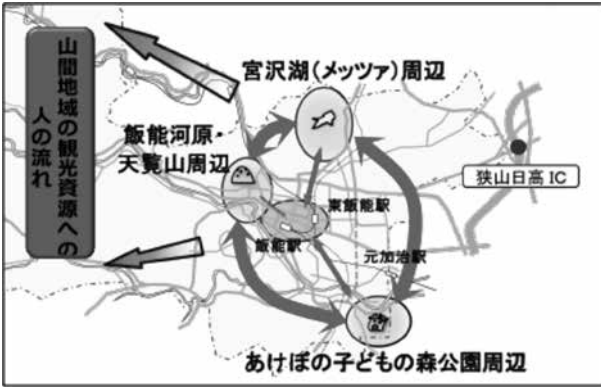 山間地域の観光資源への
人の流れ
宮沢湖（メッツァ）周辺
飯能河原・
天覧山周辺
狭山日高IC
東飯能駅
飯能駅
元加治駅
あけぼの子どもの森公園周辺